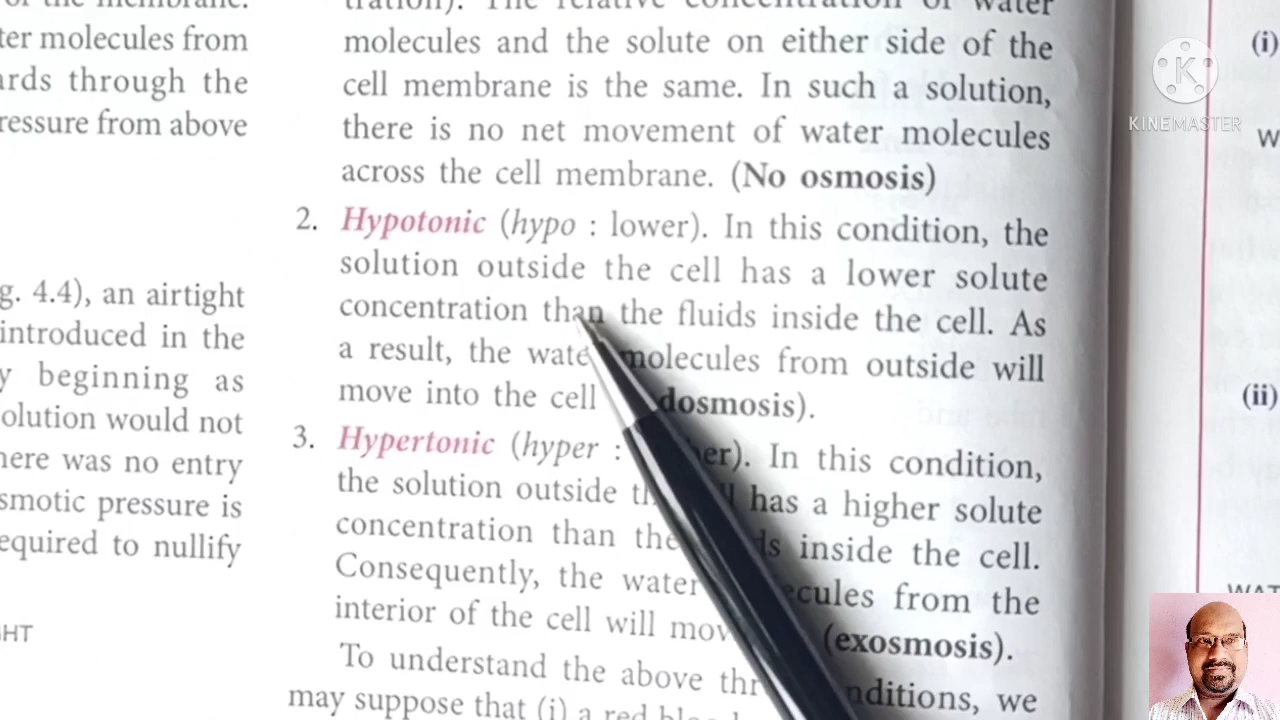 ter molecules from
ards through the
ressure from above
g. 4.4), an airtight
introduced in the
y beginning as
olution would not
here was no entry
smotic pressure is
equired to nullify
GHT
molecules and the solute on either side of the
cell membrane is the same. In such a solution,
there is no net movement of water molecules
across the cell membrane. (No osmosis)
2. Hypotonic (hypo : lower). In this condition, the
solution outside the cell has a lower solute
concentration than the fluids inside the cell. As
a result, the wate molecules from outside will
move into the cell dosmosis).
3. Hypertonic (hyper : er). In this condition,
the solution outside has a higher solute
concentration than the inside the cell.
Consequently, the water ecules from the
interior of the cell will mov (exosmosis).
To understand the above nditions, we
may suppose that (i) a red
(i)
W
(ii)
KINEMASTER